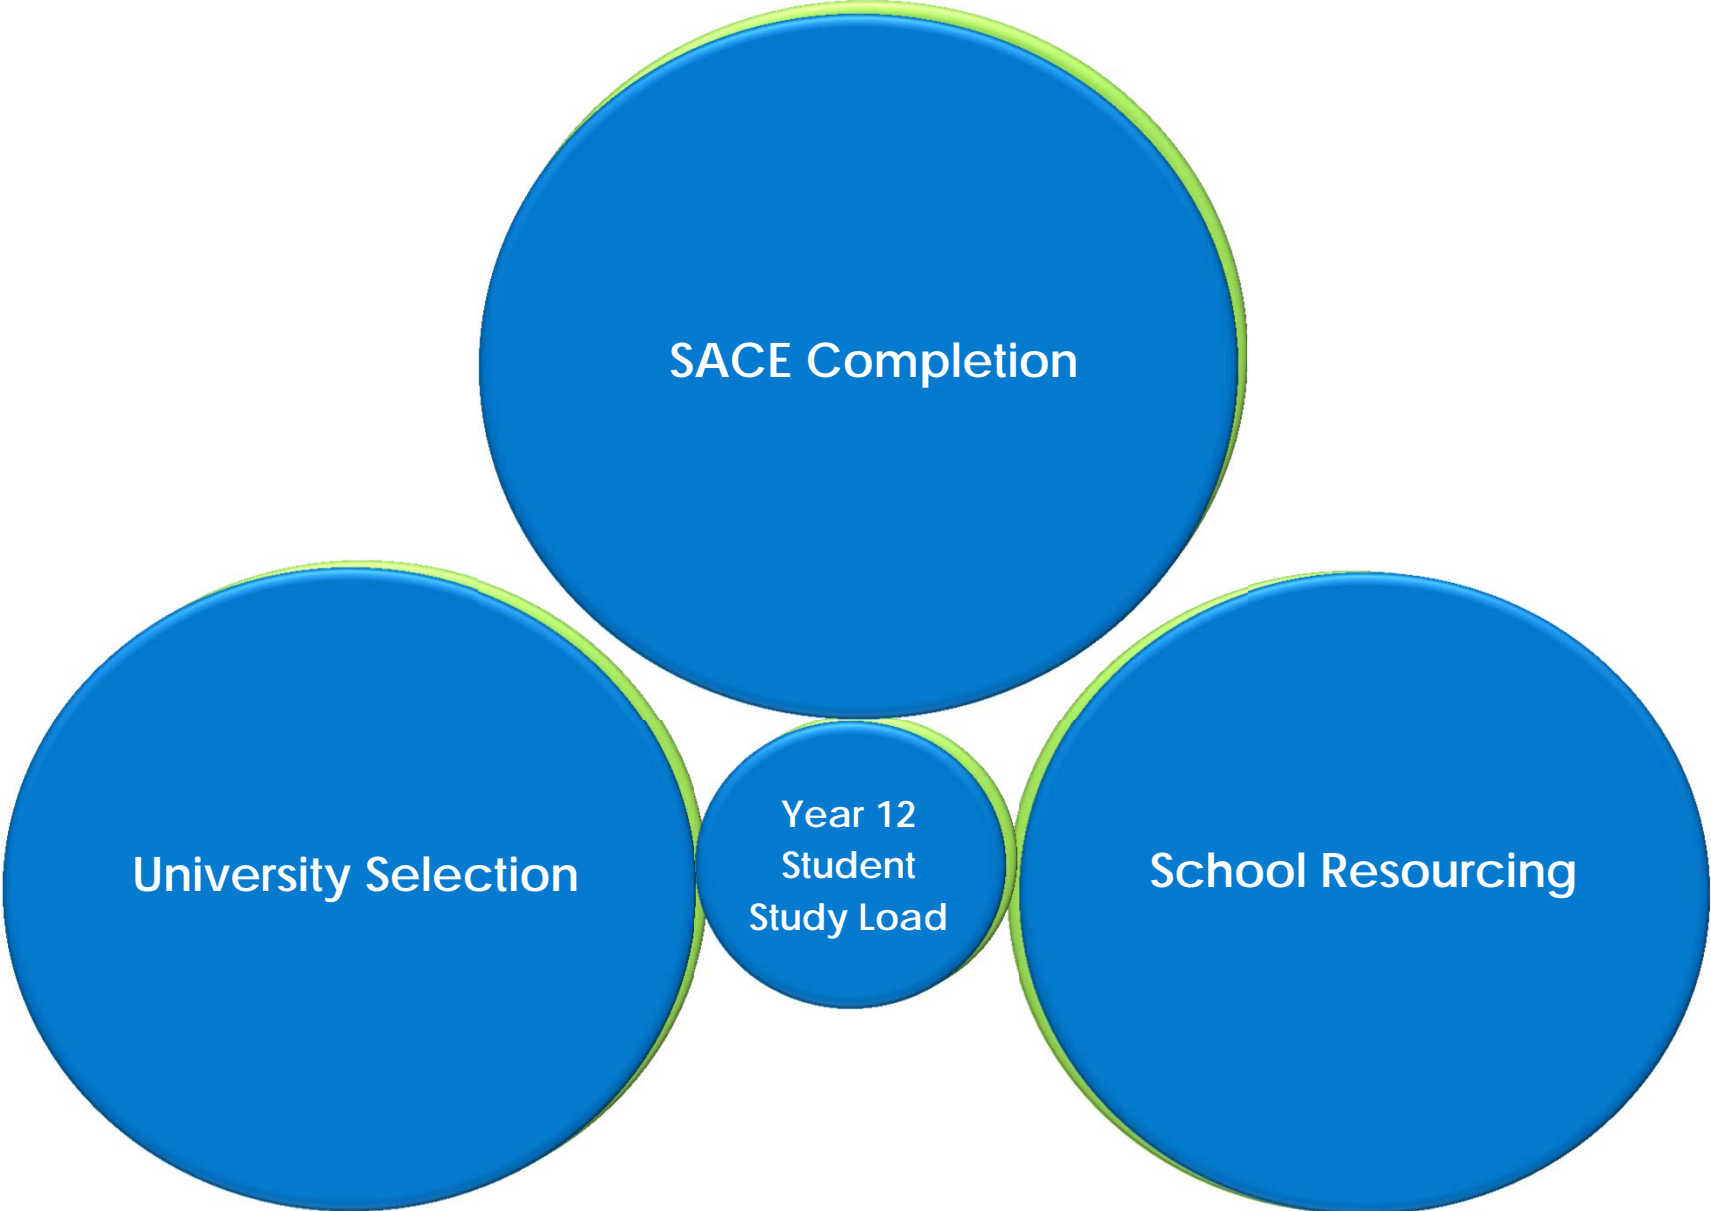 SACE Completion
University Selection
Year 12
Student
Study Load
School Resourcing